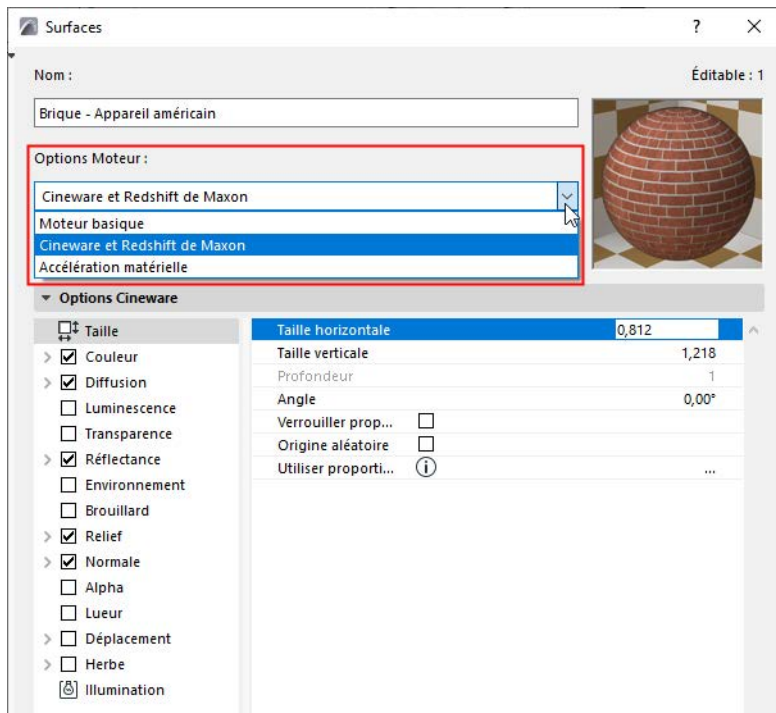 Surfaces
?
Nom :
Éditable : 1
Brique - Appareil américain
Options Moteur :
Cineware et Redshift de Maxon
Moteur basique
Cineware et Redshift de Maxon
Accélération matérielle
Options Cineware
Taille
Couleur
Diffusion
Luminescence
Transparence
Réflectance
Environnement
Brouillard
Relief
Normale
Alpha
Lueur
Déplacement
Herbe
Illumination
Taille horizontale 0,812
Taille verticale 1,218
Profondeur 1
Angle 0,00°
Verrouiller prop...
Origine aléatoire
Utiliser proporti... ...